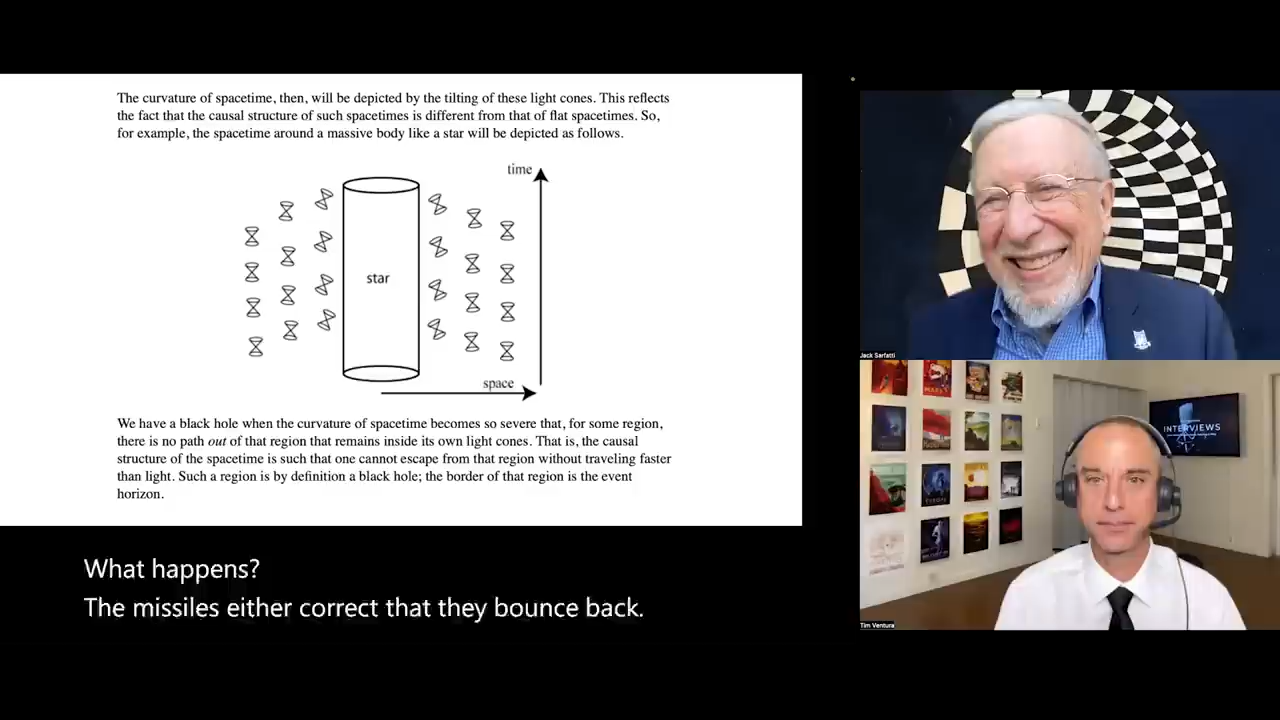 The curvature of spacetime, then, will be depicted by the tilting of these light cones. This reflects
the fact that the causal structure of such spacetimes is different from that of flat spacetimes. So,
for example, the spacetime around a massive body like a star will be depicted as follows.
time
star
space
We have a black hole when the curvature of spacetime becomes so severe that, for some region,
there is no path out of that region that remains inside its own light cones. That is, the causal
structure of the spacetime is such that one cannot escape from that region without traveling faster
than light. Such a region is by definition a black hole; the border of that region is the event
horizon.
What happens?
The missiles either correct that they bounce back.
Jack Sarfatti
MARS
INTERVIEWS
EUROPA
Tim Ventura